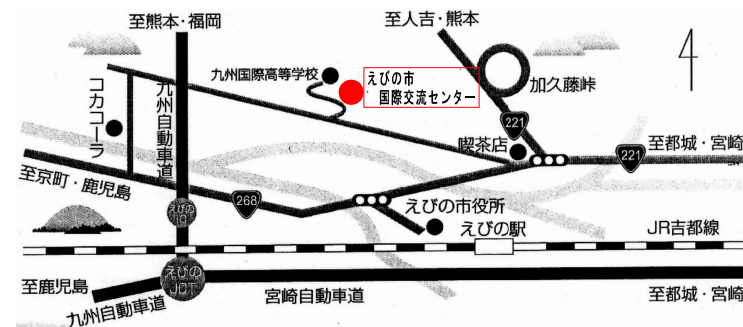 至熊本・福岡
至人吉・熊本
九州国際高等学校
えびの市
国際交流センター
加久藤峠
コカコーラ
九州自動車道
221
喫茶店
至都城・宮崎
221
至京町・鹿児島
268
えびの
IC
えびの市役所
えびの駅
JR吉都線
えびの
JCT
至鹿児島
九州自動車道
宮崎自動車道
至都城・宮崎
4